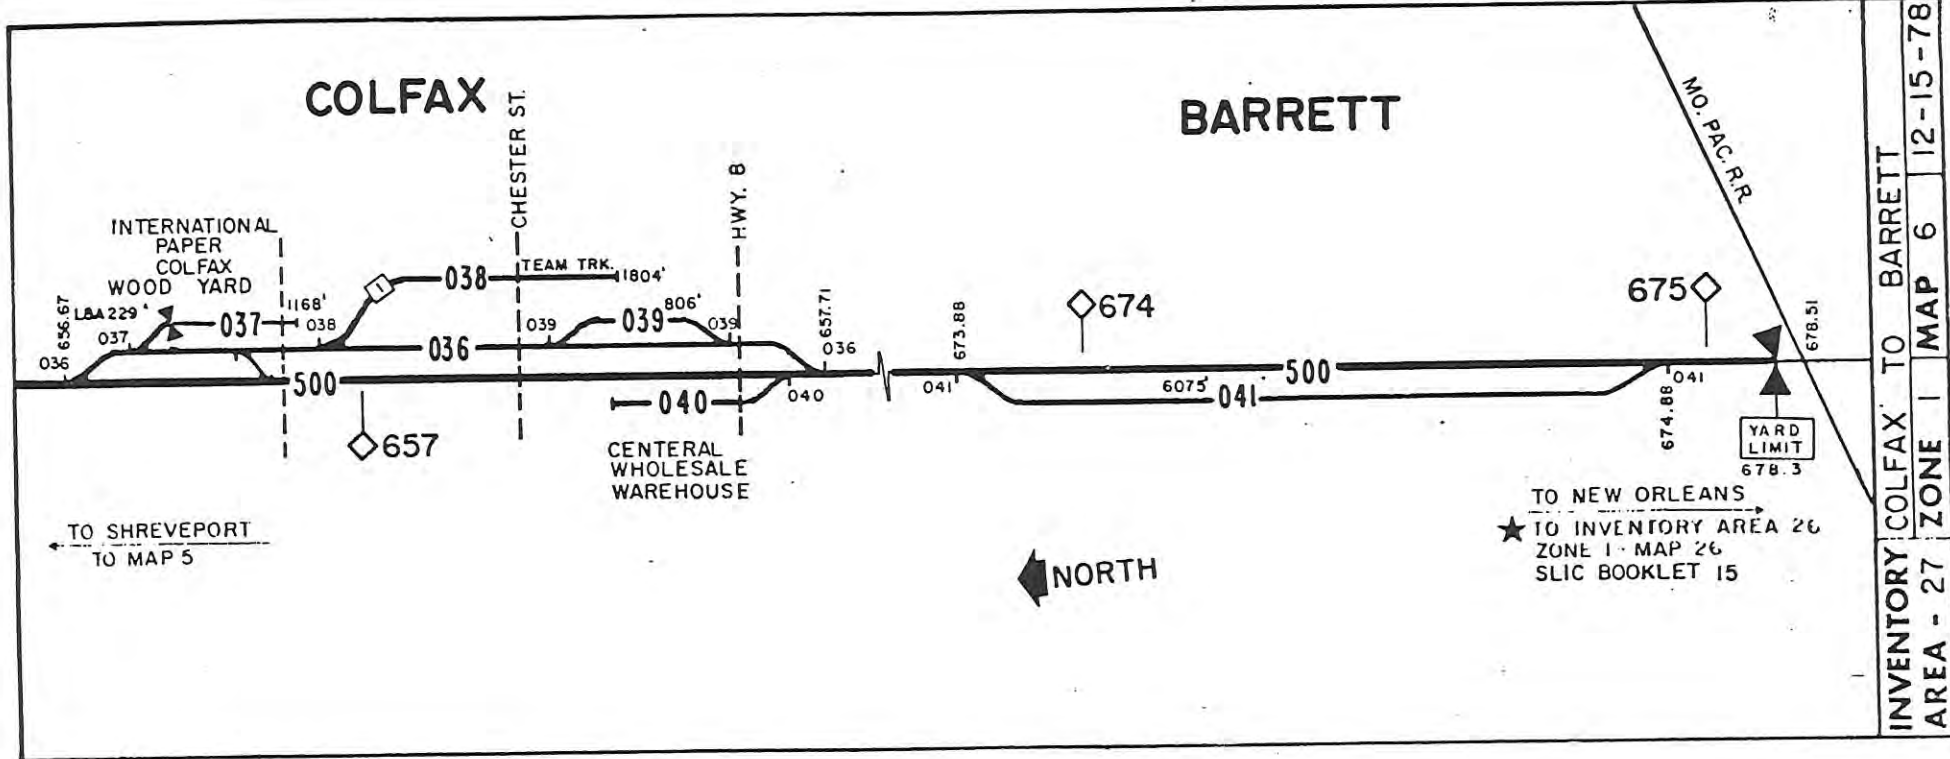 COLFAX
BARRETT
CHESTER ST.
HWY. 8
MO. PAC. R.R.
INTERNATIONAL
PAPER
COLFAX
WOOD YARD
656.67
LBA 229'
1168'
037
037
038
038
TEAM TRK.
1804'
036
036
036
039
806'
039
039
657.71
500
657
040
040
CENTERAL
WHOLESALE
WAREHOUSE
673.88
674
675
678.51
041
6075'
041
500
041
674.88
YARD
LIMIT
678.3
TO SHREVEPORT
TO MAP 5
NORTH
TO NEW ORLEANS
★ TO INVENTORY AREA 26
ZONE 1 · MAP 26
SLIC BOOKLET 15
INVENTORY
AREA - 27
COLFAX TO BARRETT
ZONE 1
MAP 6
12-15-78
1